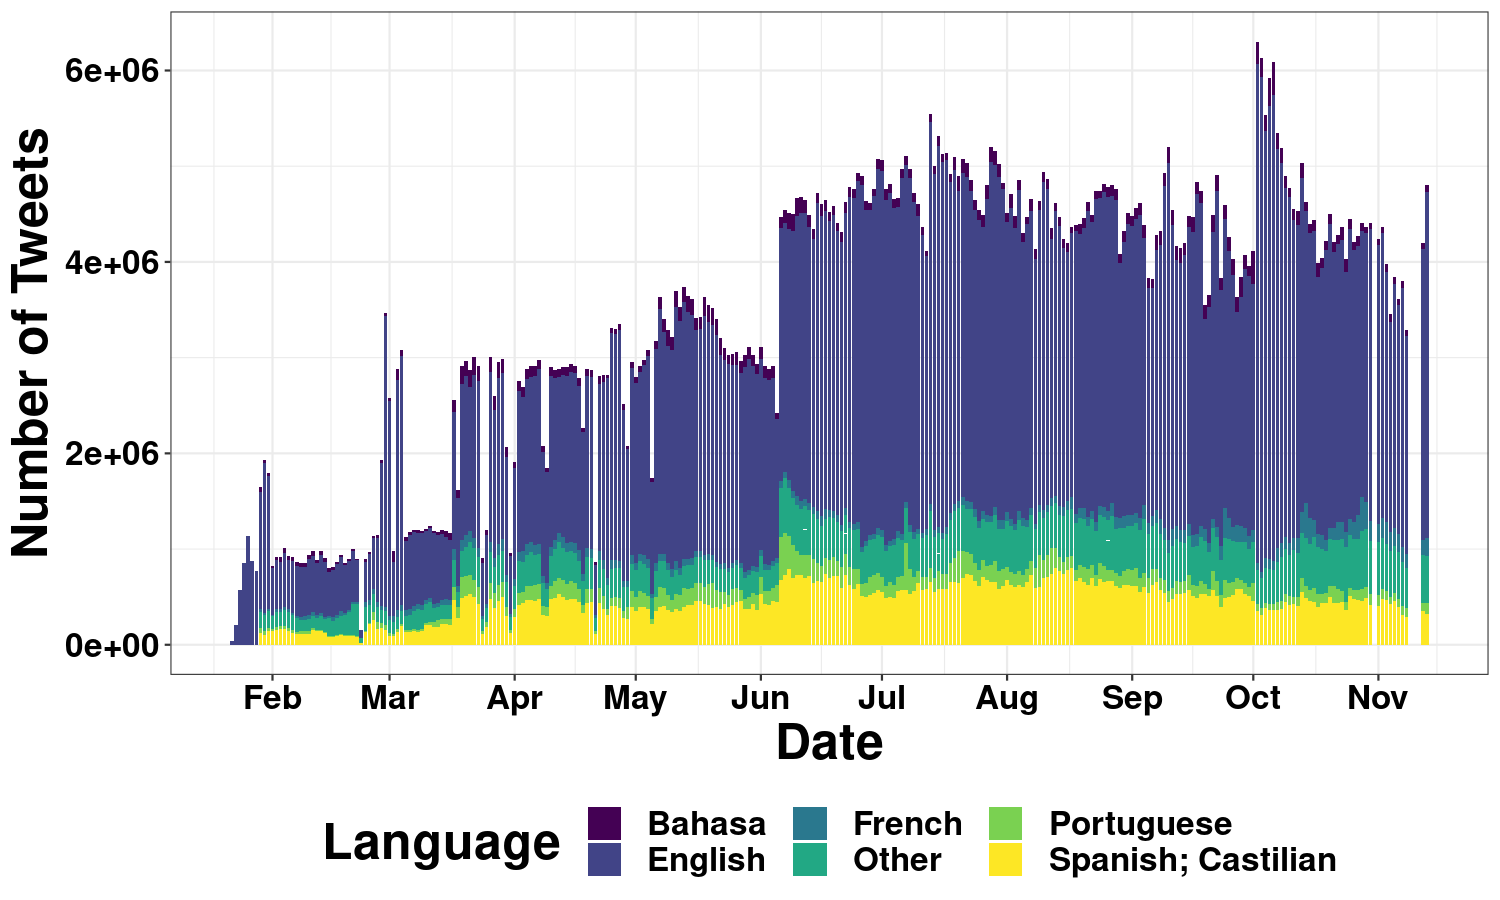 Number of Tweets
6e+06
4e+06
2e+06
0e+00
Feb Mar Apr May Jun Jul Aug Sep Oct Nov
Date
Language
Bahasa French Portuguese
English Other Spanish; Castilian